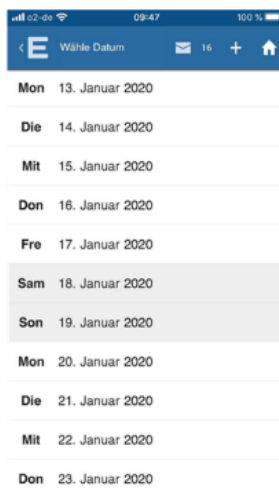 o2-de 09:47 100 %
E Wähle Datum 16 +
Mon 13. Januar 2020
Die 14. Januar 2020
Mit 15. Januar 2020
Don 16. Januar 2020
Fre 17. Januar 2020
Sam 18. Januar 2020
Son 19. Januar 2020
Mon 20. Januar 2020
Die 21. Januar 2020
Mit 22. Januar 2020
Don 23. Januar 2020